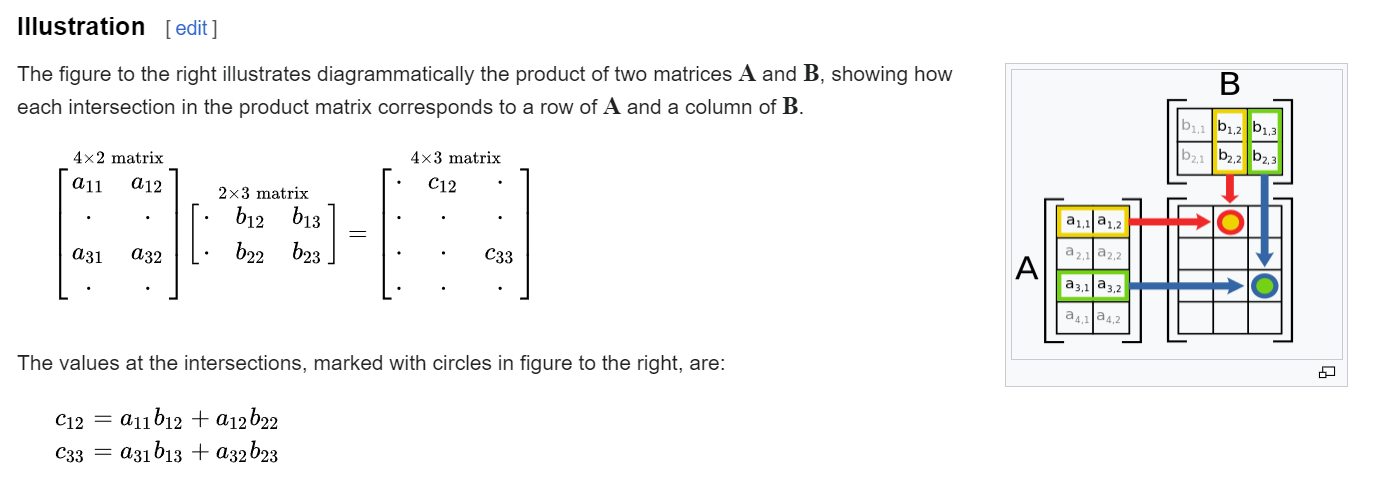 Illustration [ edit ]
The figure to the right illustrates diagrammatically the product of two matrices A and B, showing how
each intersection in the product matrix corresponds to a row of A and a column of B.
4×2 matrix
a11 a12
· ·
a31 a32
· ·
2×3 matrix
· b12 b13
· b22 b23
=
4×3 matrix
· c12 ·
· · ·
· · c33
· · ·
The values at the intersections, marked with circles in figure to the right, are:
c12 = a11b12 + a12b22
c33 = a31b13 + a32b23
B
b1,1 b1,2 b1,3
b2,1 b2,2 b2,3
A
a1,1 a1,2
a2,1 a2,2
a3,1 a3,2
a4,1 a4,2